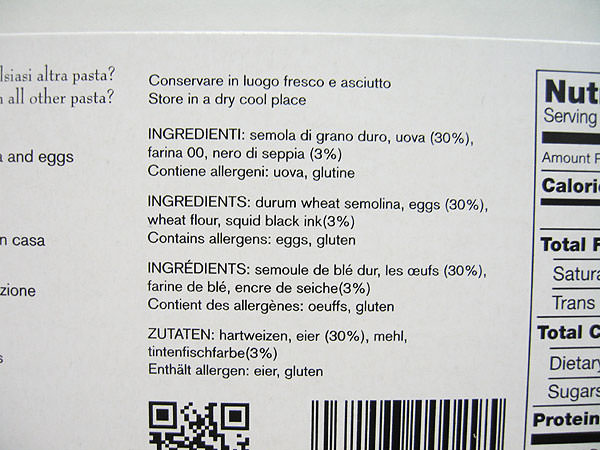 lsiasi altra pasta?
all other pasta?
and eggs
n casa
zione
s
Conservare in luogo fresco e asciutto
Store in a dry cool place
INGREDIENTI: semola di grano duro, uova (30%),
farina 00, nero di seppia (3%)
Contiene allergeni: uova, glutine
INGREDIENTS: durum wheat semolina, eggs (30%),
wheat flour, squid black ink(3%)
Contains allergens: eggs, gluten
INGRÉDIENTS: semoule de blé dur, les œufs (30%),
farine de blé, encre de seiche(3%)
Contient des allergènes: oeuffs, gluten
ZUTATEN: hartweizen, eier (30%), mehl,
tintenfischfarbe(3%)
Enthält allergen: eier, gluten
Nut
Serving
Amount P
Calorie
Total F
Satura
Trans
Total C
Dietary
Sugars
Protein